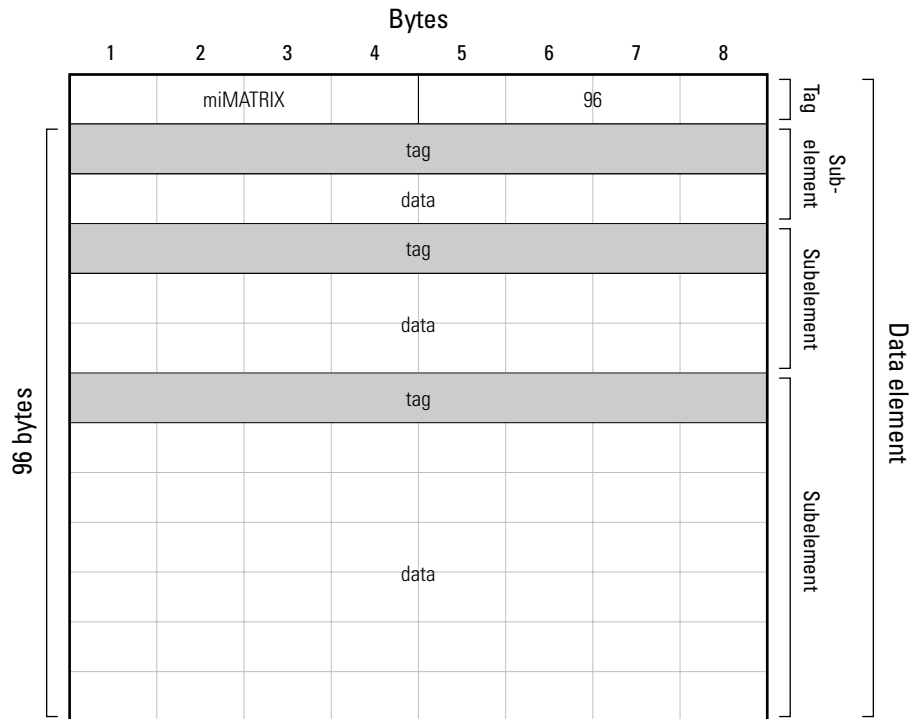 Bytes
1 2 3 4 5 6 7 8
miMATRIX 96
Tag
tag
data
Sub-
element
tag
data
Subelement
tag
data
Subelement
96 bytes
Data element